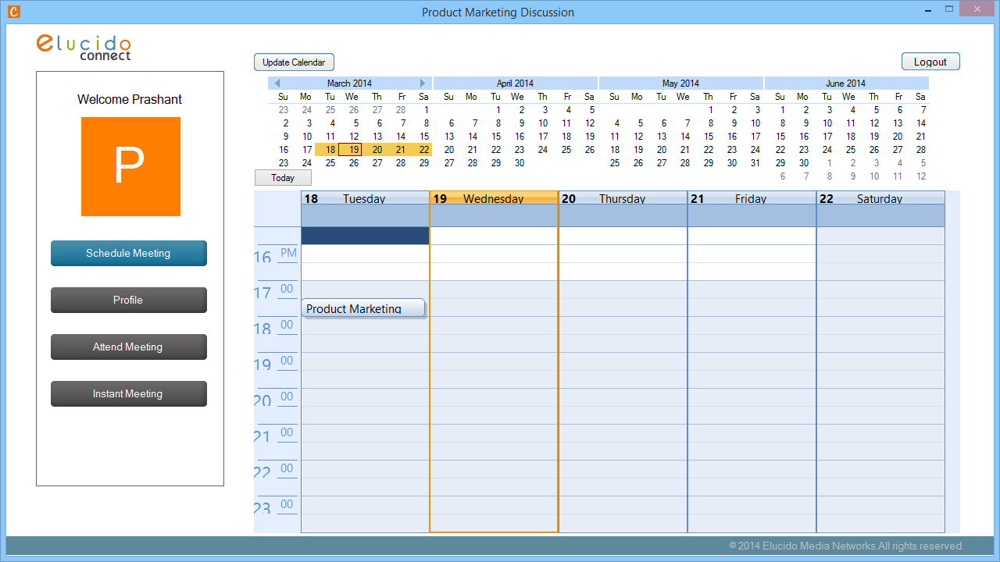 Product Marketing Discussion
elucido
connect
Update Calendar
Logout
Welcome Prashant
P
Schedule Meeting
Profile
Attend Meeting
Instant Meeting
March 2014 April 2014 May 2014 June 2014
Su Mo Tu We Th Fr Sa Su Mo Tu We Th Fr Sa Su Mo Tu We Th Fr Sa Su Mo Tu We Th Fr Sa
23 24 25 26 27 28 1 1 2 3 4 5 1 2 3 1 2 3 4 5 6 7
2 3 4 5 6 7 8 6 7 8 9 10 11 12 4 5 6 7 8 9 10 8 9 10 11 12 13 14
9 10 11 12 13 14 15 13 14 15 16 17 18 19 11 12 13 14 15 16 17 15 16 17 18 19 20 21
16 17 18 19 20 21 22 20 21 22 23 24 25 26 18 19 20 21 22 23 24 22 23 24 25 26 27 28
23 24 25 26 27 28 29 27 28 29 30 25 26 27 28 29 30 31 29 30 1 2 3 4 5
6 7 8 9 10 11 12
Today
18 Tuesday 19 Wednesday 20 Thursday 21 Friday 22 Saturday
16 PM
17 00
Product Marketing
18 00
19 00
20 00
21 00
22 00
23 00
© 2014 Elucido Media Networks.All rights reserved.